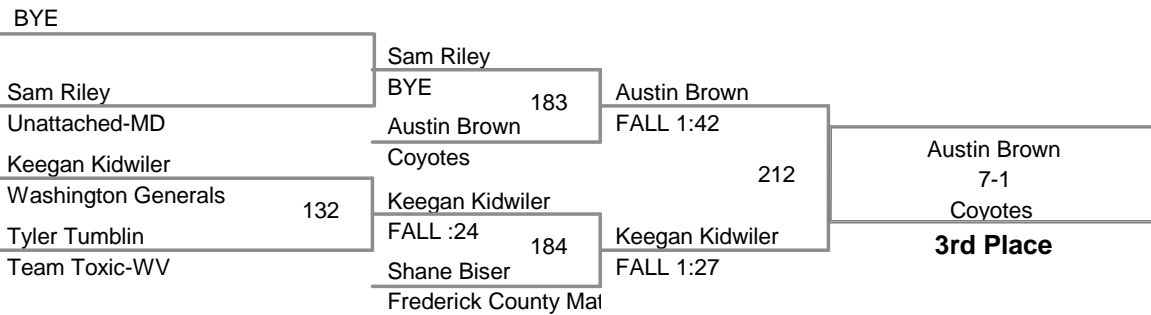 BYE
Sam Riley
Unattached-MD
Keegan Kidwiler
Washington Generals
132
Tyler Tumblin
Team Toxic-WV
Sam Riley
BYE
183
Austin Brown
Coyotes
Keegan Kidwiler
FALL :24
184
Shane Biser
Frederick County Mat
Austin Brown
FALL 1:42
212
Keegan Kidwiler
FALL 1:27
Austin Brown
7-1
Coyotes
3rd Place